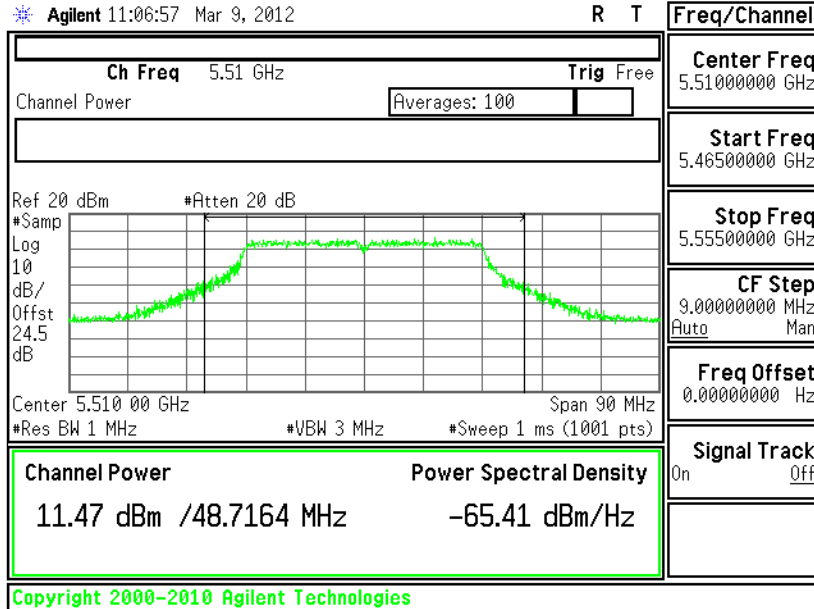 Agilent 11:06:57 Mar 9, 2012 R T
Ch Freq 5.51 GHz Trig Free
Channel Power Averages: 100
Ref 20 dBm #Atten 20 dB
#Samp
Log
10
dB/
Offst
24.5
dB
Center 5.510 00 GHz Span 90 MHz
#Res BW 1 MHz #VBW 3 MHz #Sweep 1 ms (1001 pts)
Channel Power Power Spectral Density
11.47 dBm /48.7164 MHz -65.41 dBm/Hz
Copyright 2000-2010 Agilent Technologies
Freq/Channel
Center Freq
5.51000000 GHz
Start Freq
5.46500000 GHz
Stop Freq
5.55500000 GHz
CF Step
9.00000000 MHz
Auto Man
Freq Offset
0.00000000 Hz
Signal Track
On Off